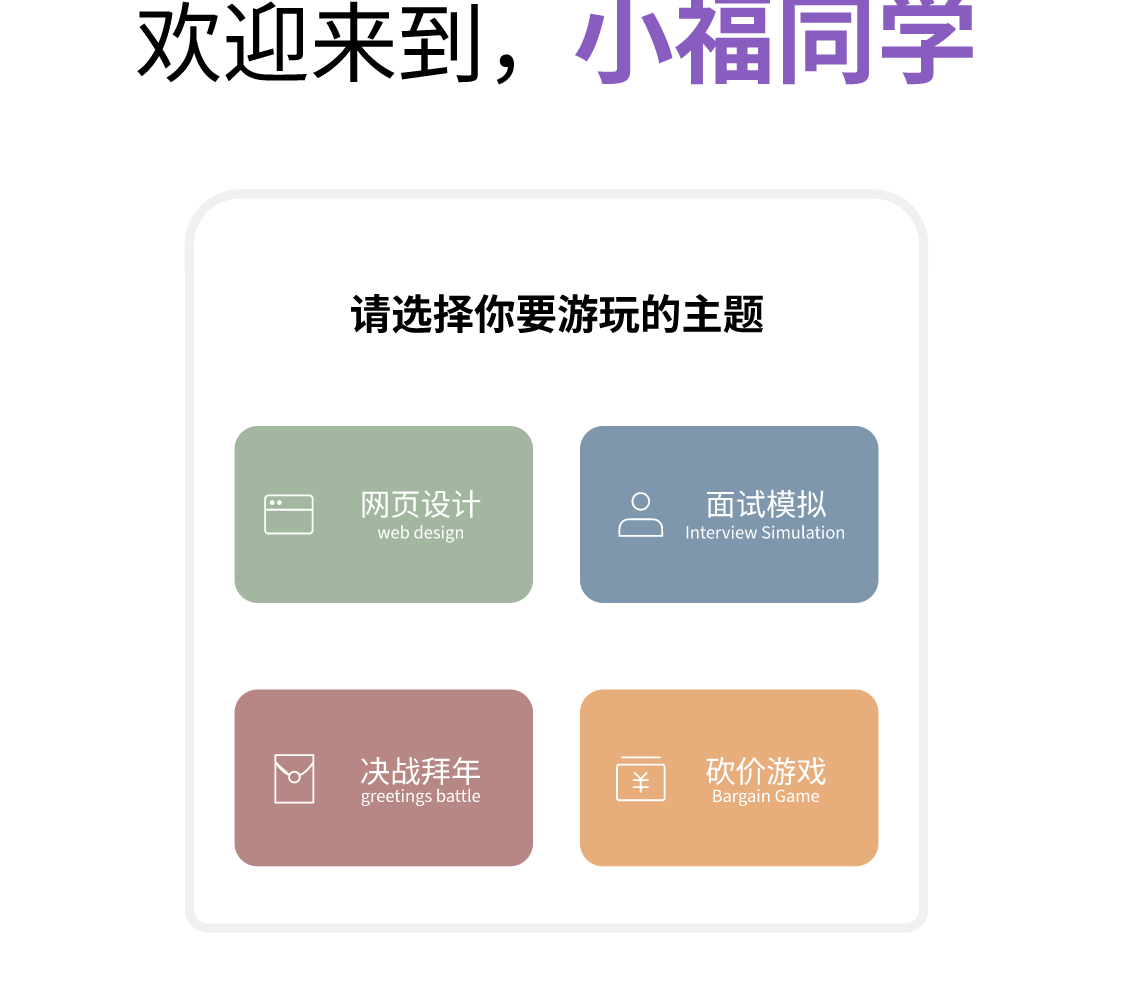 欢迎来到，小福同学
请选择你要游玩的主题
网页设计
web design
面试模拟
Interview Simulation
决战拜年
greetings battle
砍价游戏
Bargain Game